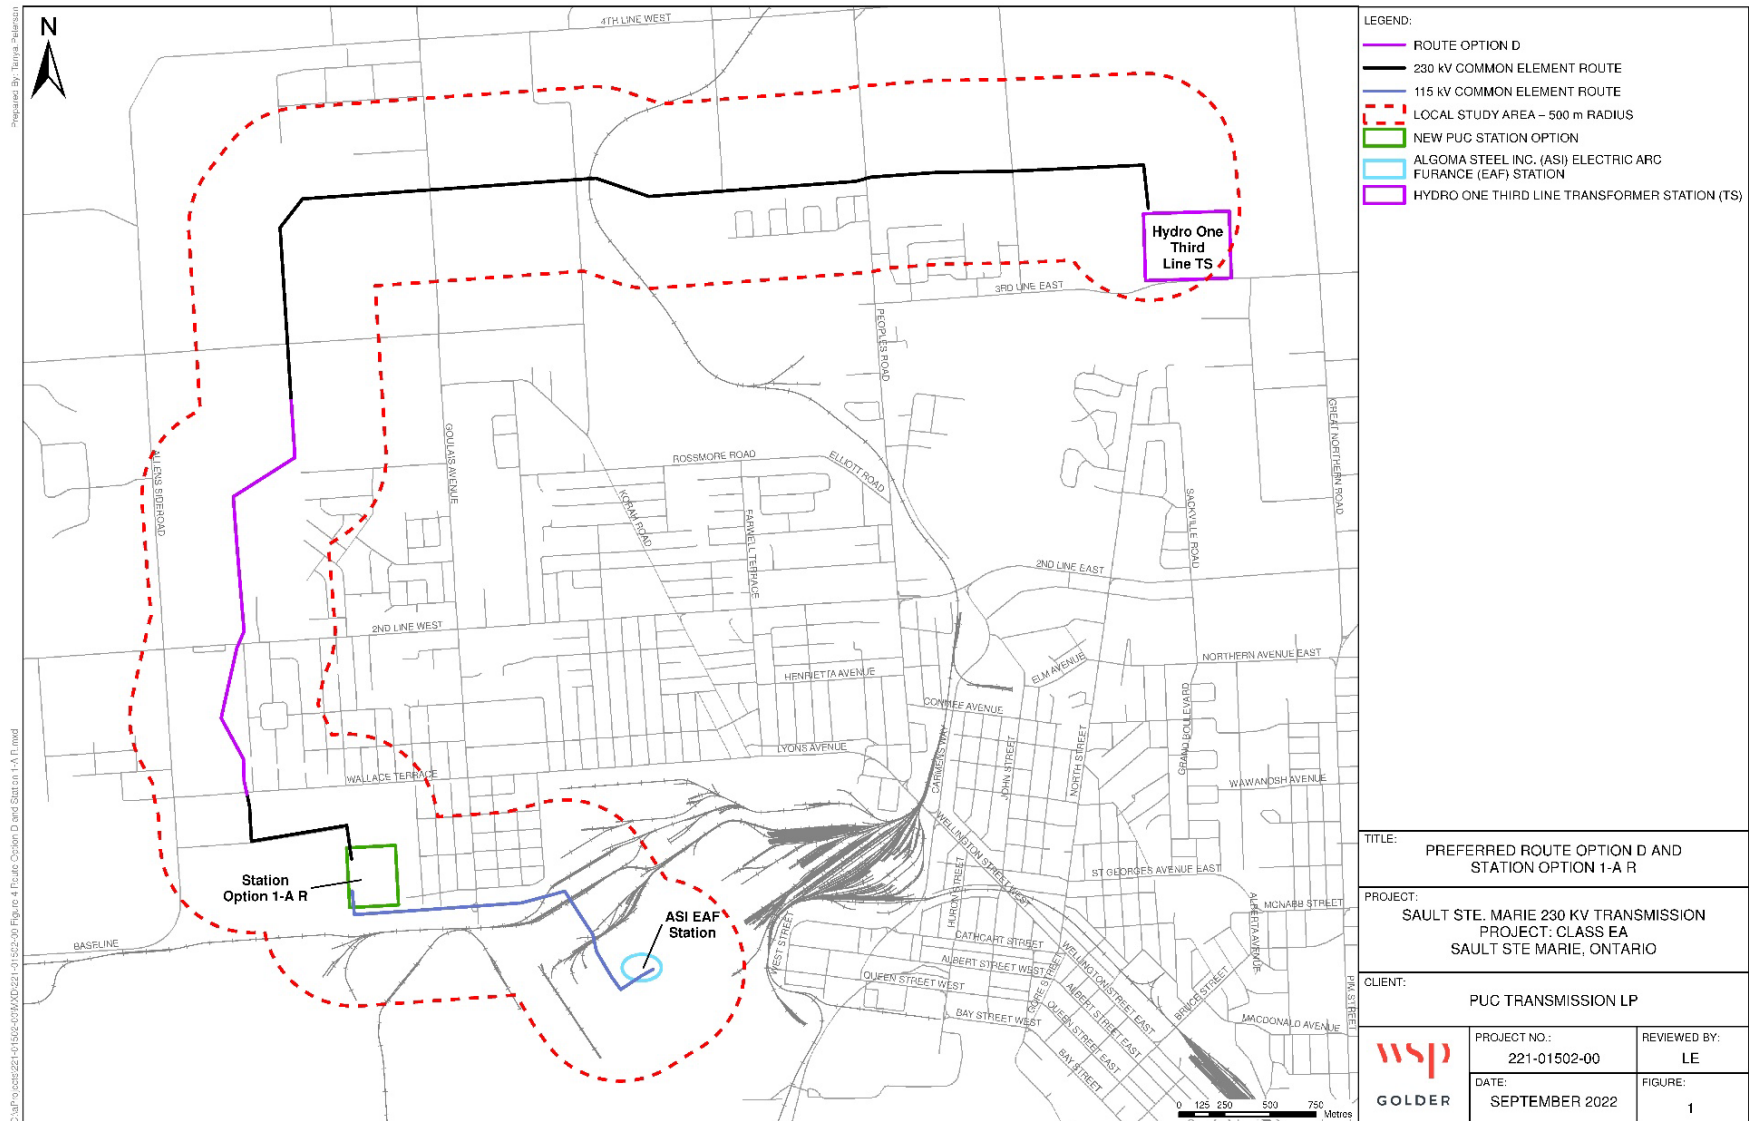 Prepared By: Tanya.Peterson
N
4TH LINE WEST
Hydro One
Third
Line TS
3RD LINE EAST
PEOPLES ROAD
GREAT NORTHERN ROAD
ALLENS SIDEROAD
GOULAIS AVENUE
ROSSMORE ROAD
ELLIOTT ROAD
KORAH ROAD
FARWELL TERRACE
SACKVILLE ROAD
2ND LINE EAST
2ND LINE WEST
HENRIETTA AVENUE
ELM AVENUE
NORTHERN AVENUE EAST
CONMEE AVENUE
GRAND BOULEVARD
LYONS AVENUE
CARMENS WAY
JOHN STREET
NORTH STREET
WALLACE TERRACE
WAWANOSH AVENUE
WELLINGTON STREET WEST
ST GEORGES AVENUE EAST
Station
Option 1-A R
HURON STREET
ALBERTA AVENUE
MCNABB STREET
ASI EAF
Station
BASELINE
WEST STREET
CATHCART STREET
ALBERT STREET WEST
WELLINGTON STREET EAST
QUEEN STREET WEST
GORE STREET
ALBERT STREET EAST
BRUCE STREET
PIM STREET
BAY STREET WEST
QUEEN STREET EAST
MACDONALD AVENUE
BAY STREET
0 125 250 500 750
Metres
LEGEND:
ROUTE OPTION D
230 kV COMMON ELEMENT ROUTE
115 kV COMMON ELEMENT ROUTE
LOCAL STUDY AREA – 500 m RADIUS
NEW PUC STATION OPTION
ALGOMA STEEL INC. (ASI) ELECTRIC ARC
FURANCE (EAF) STATION
HYDRO ONE THIRD LINE TRANSFORMER STATION (TS)
TITLE:
PREFERRED ROUTE OPTION D AND
STATION OPTION 1-A R
PROJECT:
SAULT STE. MARIE 230 KV TRANSMISSION
PROJECT: CLASS EA
SAULT STE MARIE, ONTARIO
CLIENT:
PUC TRANSMISSION LP
wsp
GOLDER
PROJECT NO.:
221-01502-00
REVIEWED BY:
LE
DATE:
SEPTEMBER 2022
FIGURE:
1